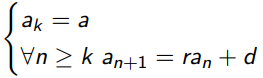 a_k = a
∀n ≥ k a_{n+1} = ra_n + d